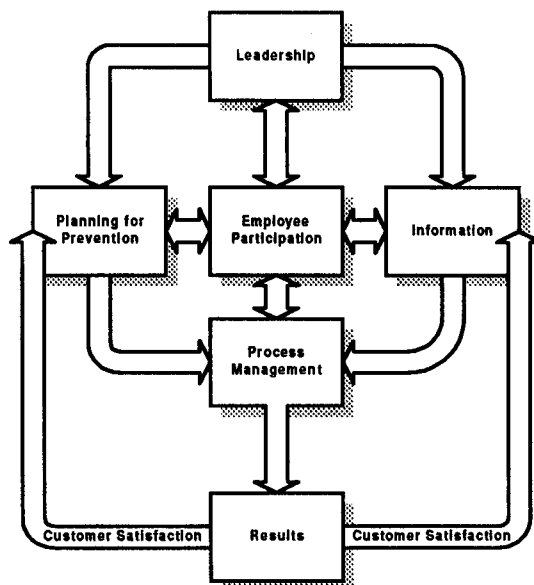 Leadership
Planning for
Prevention
Employee
Participation
Information
Process
Management
Customer Satisfaction
Results
Customer Satisfaction